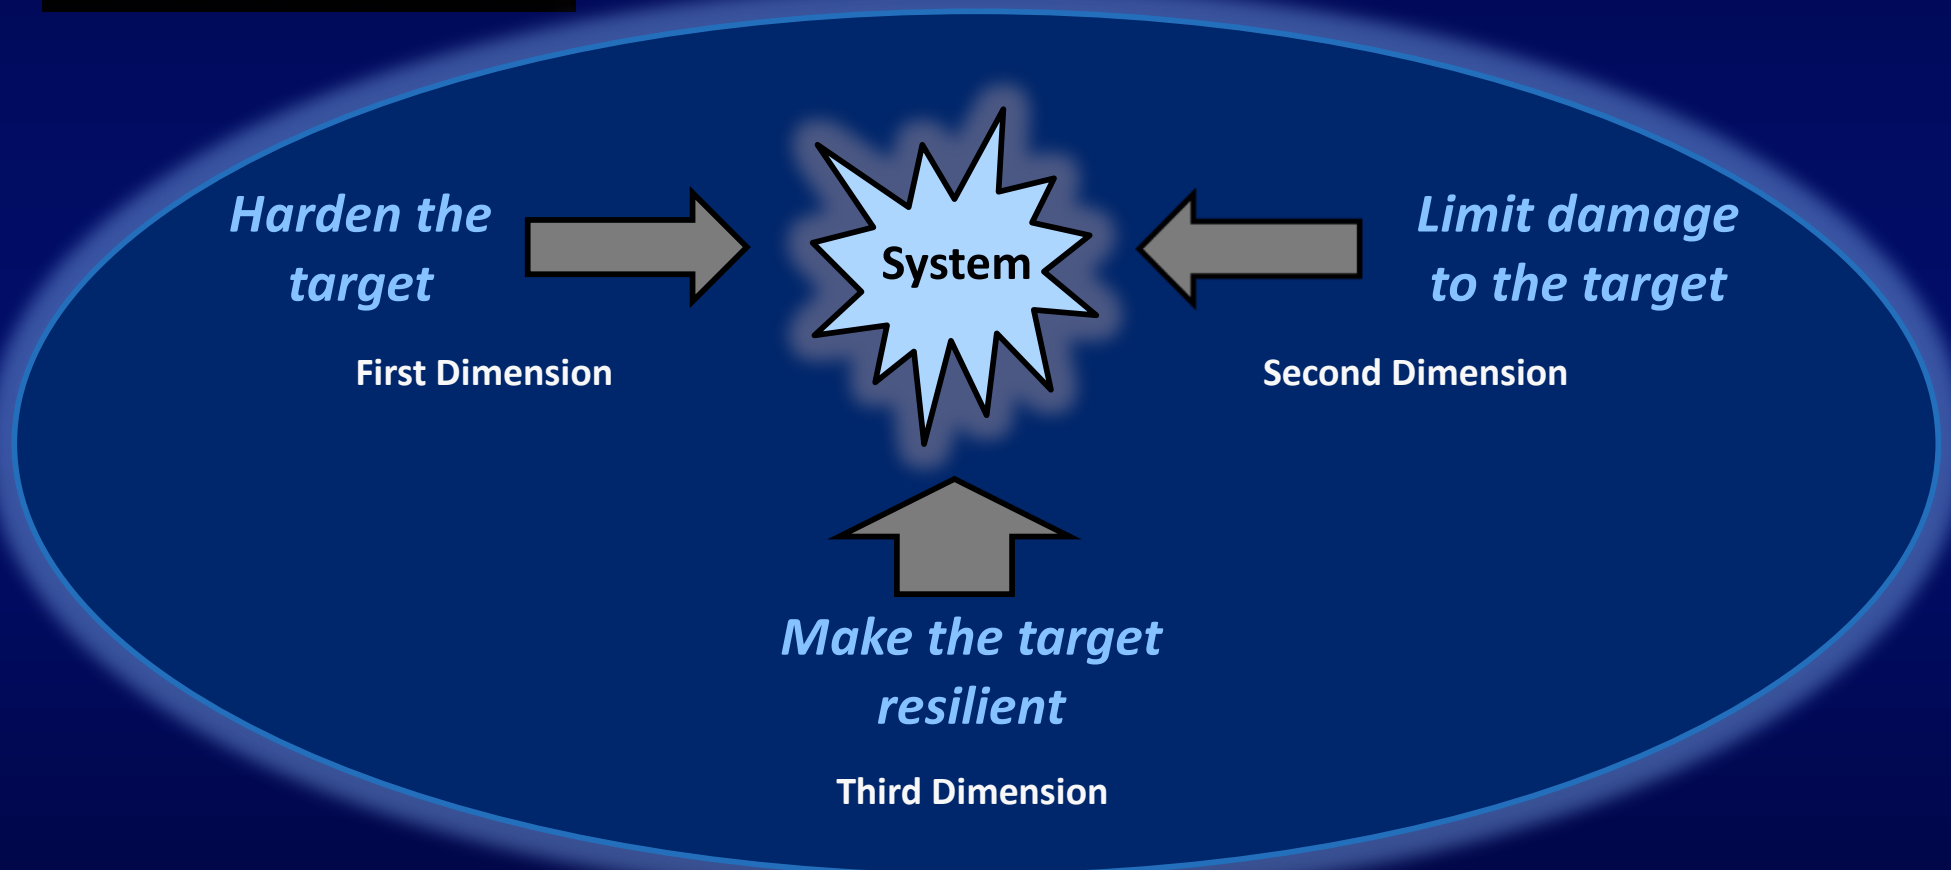 Harden the
target
First Dimension
System
Limit damage
to the target
Second Dimension
Make the target
resilient
Third Dimension